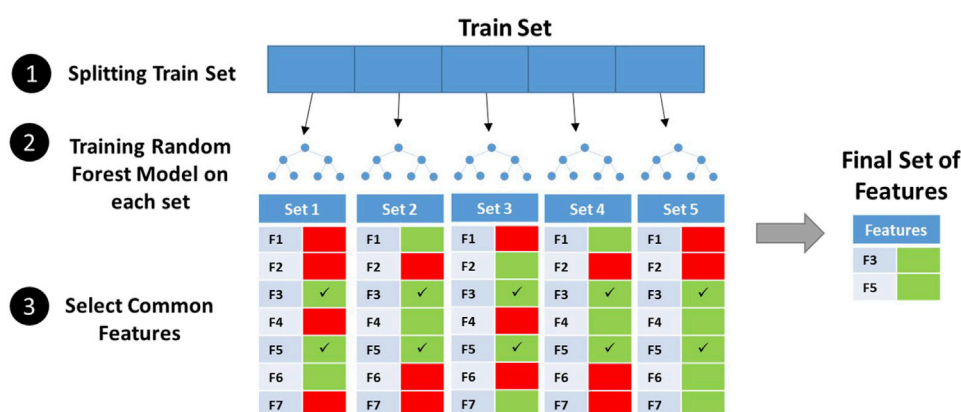 Train Set
1 Splitting Train Set
2 Training Random
Forest Model on
each set
Set 1 Set 2 Set 3 Set 4 Set 5
F1 F1 F1 F1 F1
F2 F2 F2 F2 F2
F3 ✓ F3 ✓ F3 ✓ F3 ✓ F3 ✓
F4 F4 F4 F4 F4
F5 ✓ F5 ✓ F5 ✓ F5 ✓ F5 ✓
F6 F6 F6 F6 F6
F7 F7 F7 F7 F7
3 Select Common
Features
Final Set of
Features
Features
F3
F5